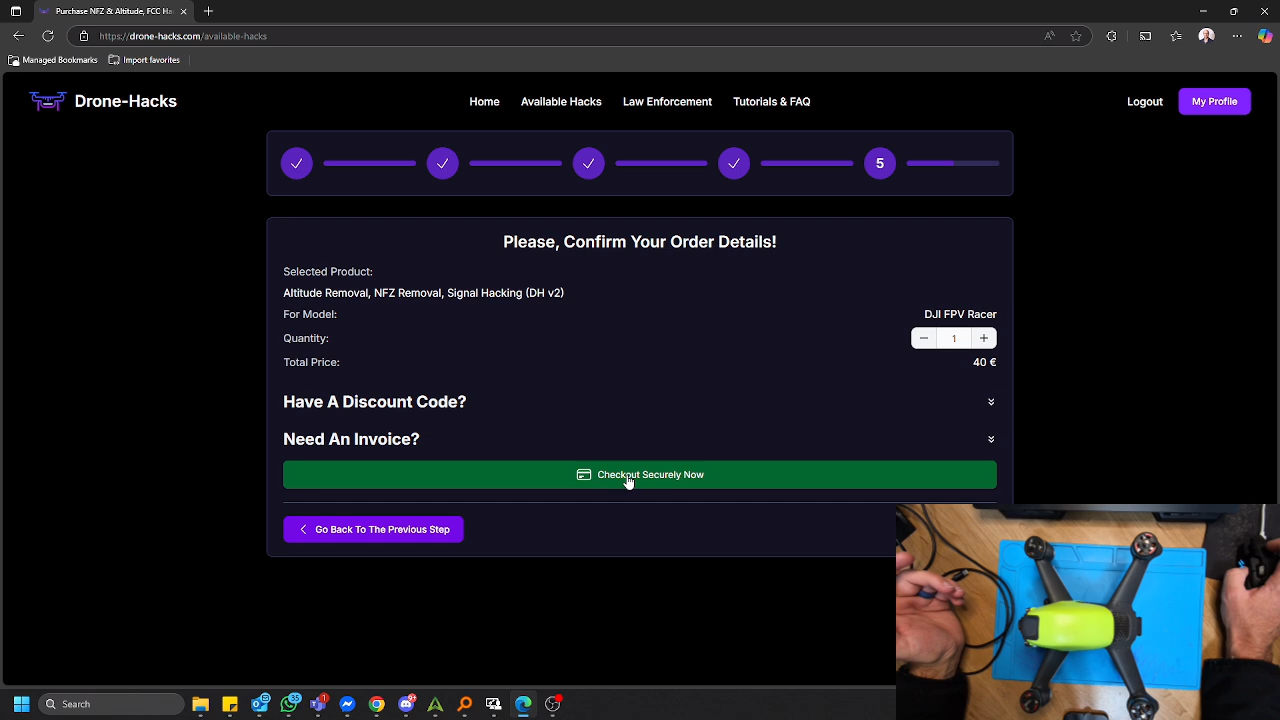 Purchase NFZ & Altitude, FCC Ha
https://drone-hacks.com/available-hacks
Managed Bookmarks
Import favorites
Drone-Hacks
Home
Available Hacks
Law Enforcement
Tutorials & FAQ
Logout
My Profile
5
Please, Confirm Your Order Details!
Selected Product:
Altitude Removal, NFZ Removal, Signal Hacking (DH v2)
For Model: DJI FPV Racer
Quantity: 1
Total Price: 40 €
Have A Discount Code?
Need An Invoice?
Checkout Securely Now
Go Back To The Previous Step
Search
35
1
9+